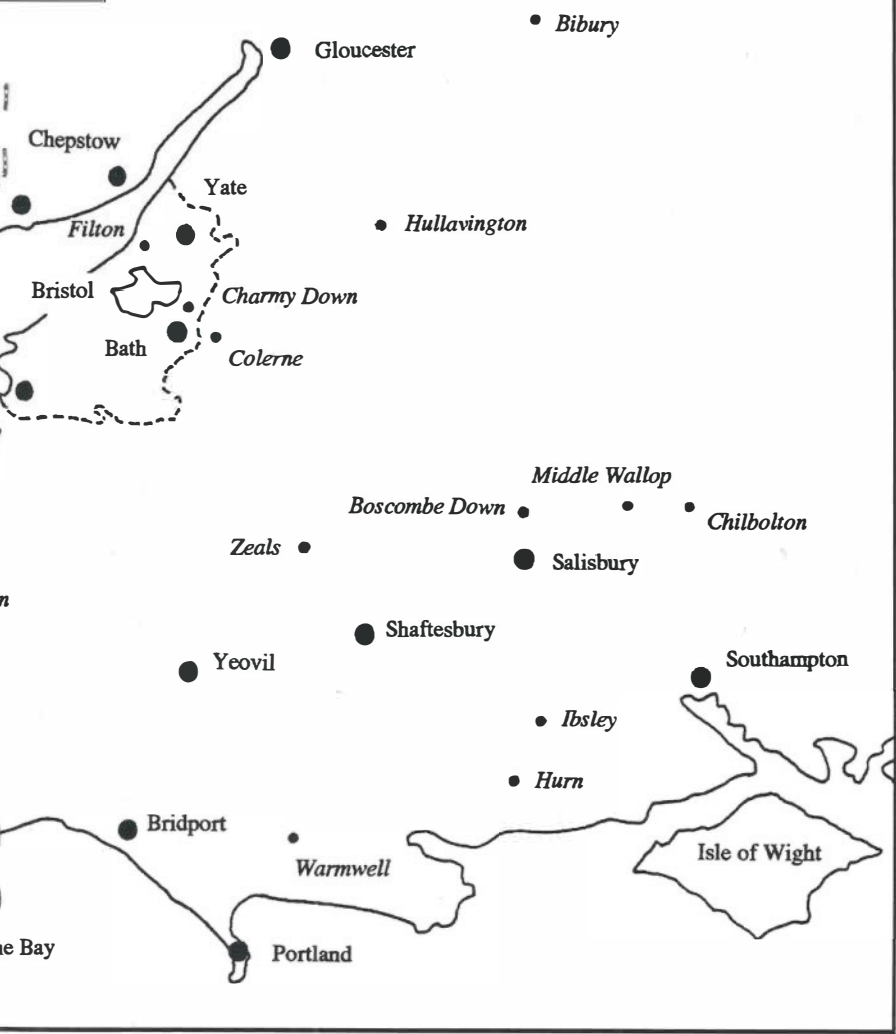 Bibury
Gloucester
Chepstow
Yate
Filton
Hullavington
Bristol
Charmy Down
Bath
Colerne
Middle Wallop
Boscombe Down
Chilbolton
Zeals
Salisbury
Shaftesbury
Yeovil
Southampton
Ibsley
Hurn
Bridport
Isle of Wight
Warmwell
Bay
Portland